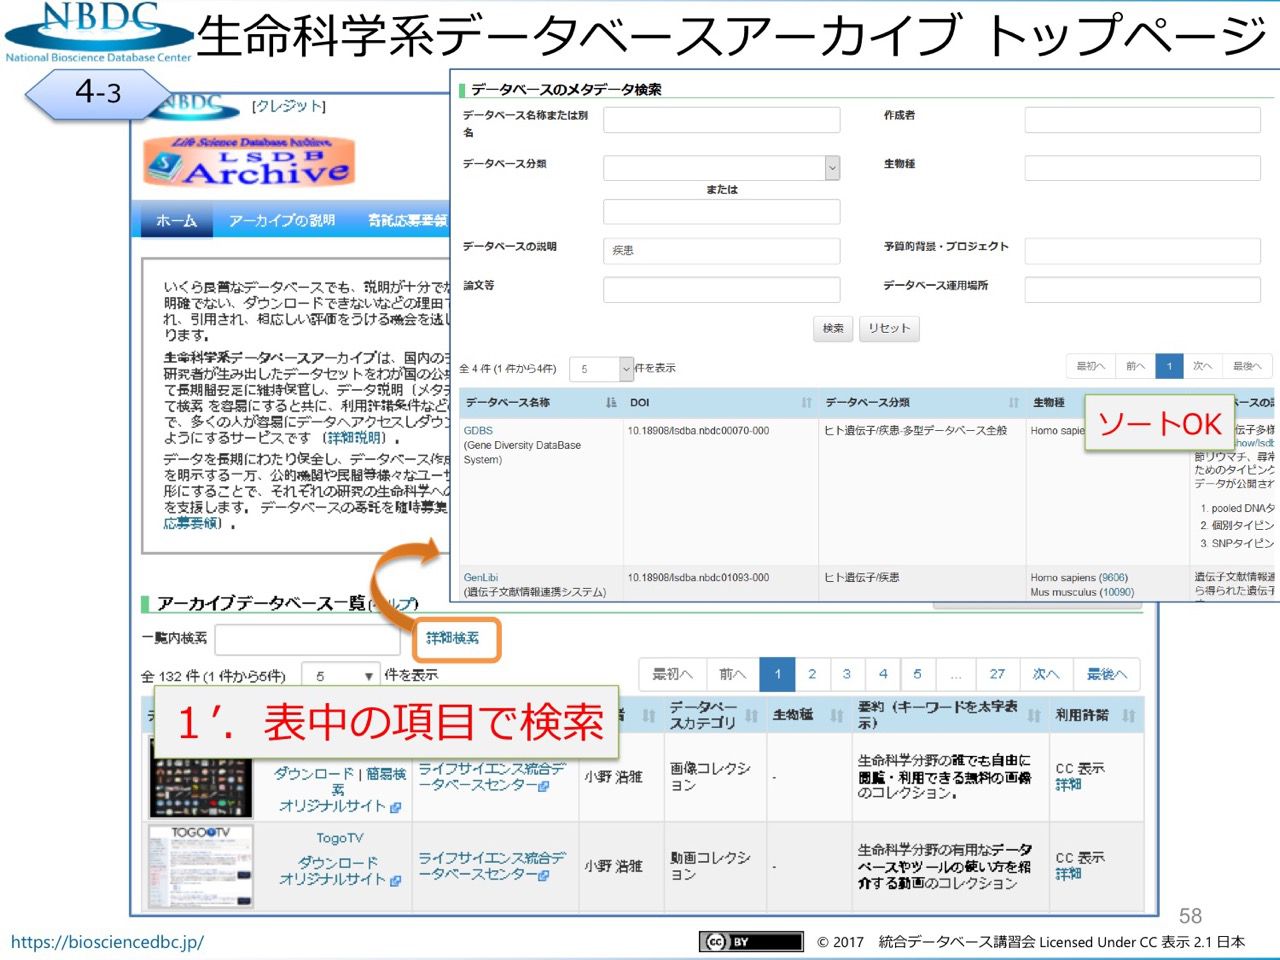 NBDC
National Bioscience Database Center
生命科学系データベースアーカイブ トップページ
4-3
NBDC
[クレジット]
Life Science Database Archive
LSDB
Archive
ホーム
アーカイブの説明
寄託応募要領
いくら良質なデータベースでも、説明が十分でな
明確でない、ダウンロードできないなどの理由で
れ、引用され、相応しい評価をうける機会を逃し
ります。
生命科学系データベースアーカイブは、国内の
研究者が生み出したデータセットをわが国の公共
て長期間安定に維持保管し、データ説明（メタデ
て検索 を容易にすると共に、利用許諾条件など
で、多くの人が容易にデータへアクセスしダウ
ようにするサービスです（詳細説明）。
データを長期にわたり保全し、データベース作成
を明示する一方、公的機関や民間等様々なユー
形にすることで、それぞれの研究の生命科学への
を支援します。 データベースの寄託を随時募集
応募要領）。
データベースのメタデータ検索
データベース名称または別
名
作成者
データベース分類
生物種
または
データベースの説明
疾患
予算的背景・プロジェクト
論文等
データベース運用場所
検索
リセット
全 4 件 (1 件から4件)
5
件を表示
最初へ
前へ
1
次へ
最後へ
データベース名称
DOI
データベース分類
生物種
ベースの説
ソートOK
GDBS
(Gene Diversity DataBase
System)
10.18908/lsdba.nbdc00070-000
ヒト遺伝子/疾患-多型データベース全般
Homo sapie
伝子多様
show/lsdb
節リウマチ、尋常
ためのタイピング
データが公開され
1. pooled DNAタ
2. 個別タイピン
3. SNPタイピン
GenLibi
(遺伝子文献情報連携システム)
10.18908/lsdba.nbdc01093-000
ヒト遺伝子/疾患
Homo sapiens (9606)
Mus musculus (10090)
遺伝子文献情報連
ら得られた遺伝子
アーカイブデータベース一覧(ヘルプ)
一覧内検索
詳細検索
全 132 件 (1 件から5件)
5
件を表示
最初へ
前へ
1
2
3
4
5
...
27
次へ
最後へ
1’．表中の項目で検索
データベー
スカテゴリ
生物種
要約（キーワードを太字表
示）
利用許諾
ダウンロード | 簡易検
索
オリジナルサイト
ライフサイエンス統合デ
ータベースセンター
小野 浩雅
画像コレクシ
ョン
-
生命科学分野の誰でも自由に
閲覧・利用できる無料の画像
のコレクション。
CC 表示
詳細
TOGOTV
TogoTV
ダウンロード
オリジナルサイト
ライフサイエンス統合デ
ータベースセンター
小野 浩雅
動画コレクシ
ョン
-
生命科学分野の有用なデータ
ベースやツールの使い方を紹
介する動画のコレクション
CC 表示
詳細
58
https://biosciencedbc.jp/
cc BY
© 2017 統合データベース講習会 Licensed Under CC 表示 2.1 日本